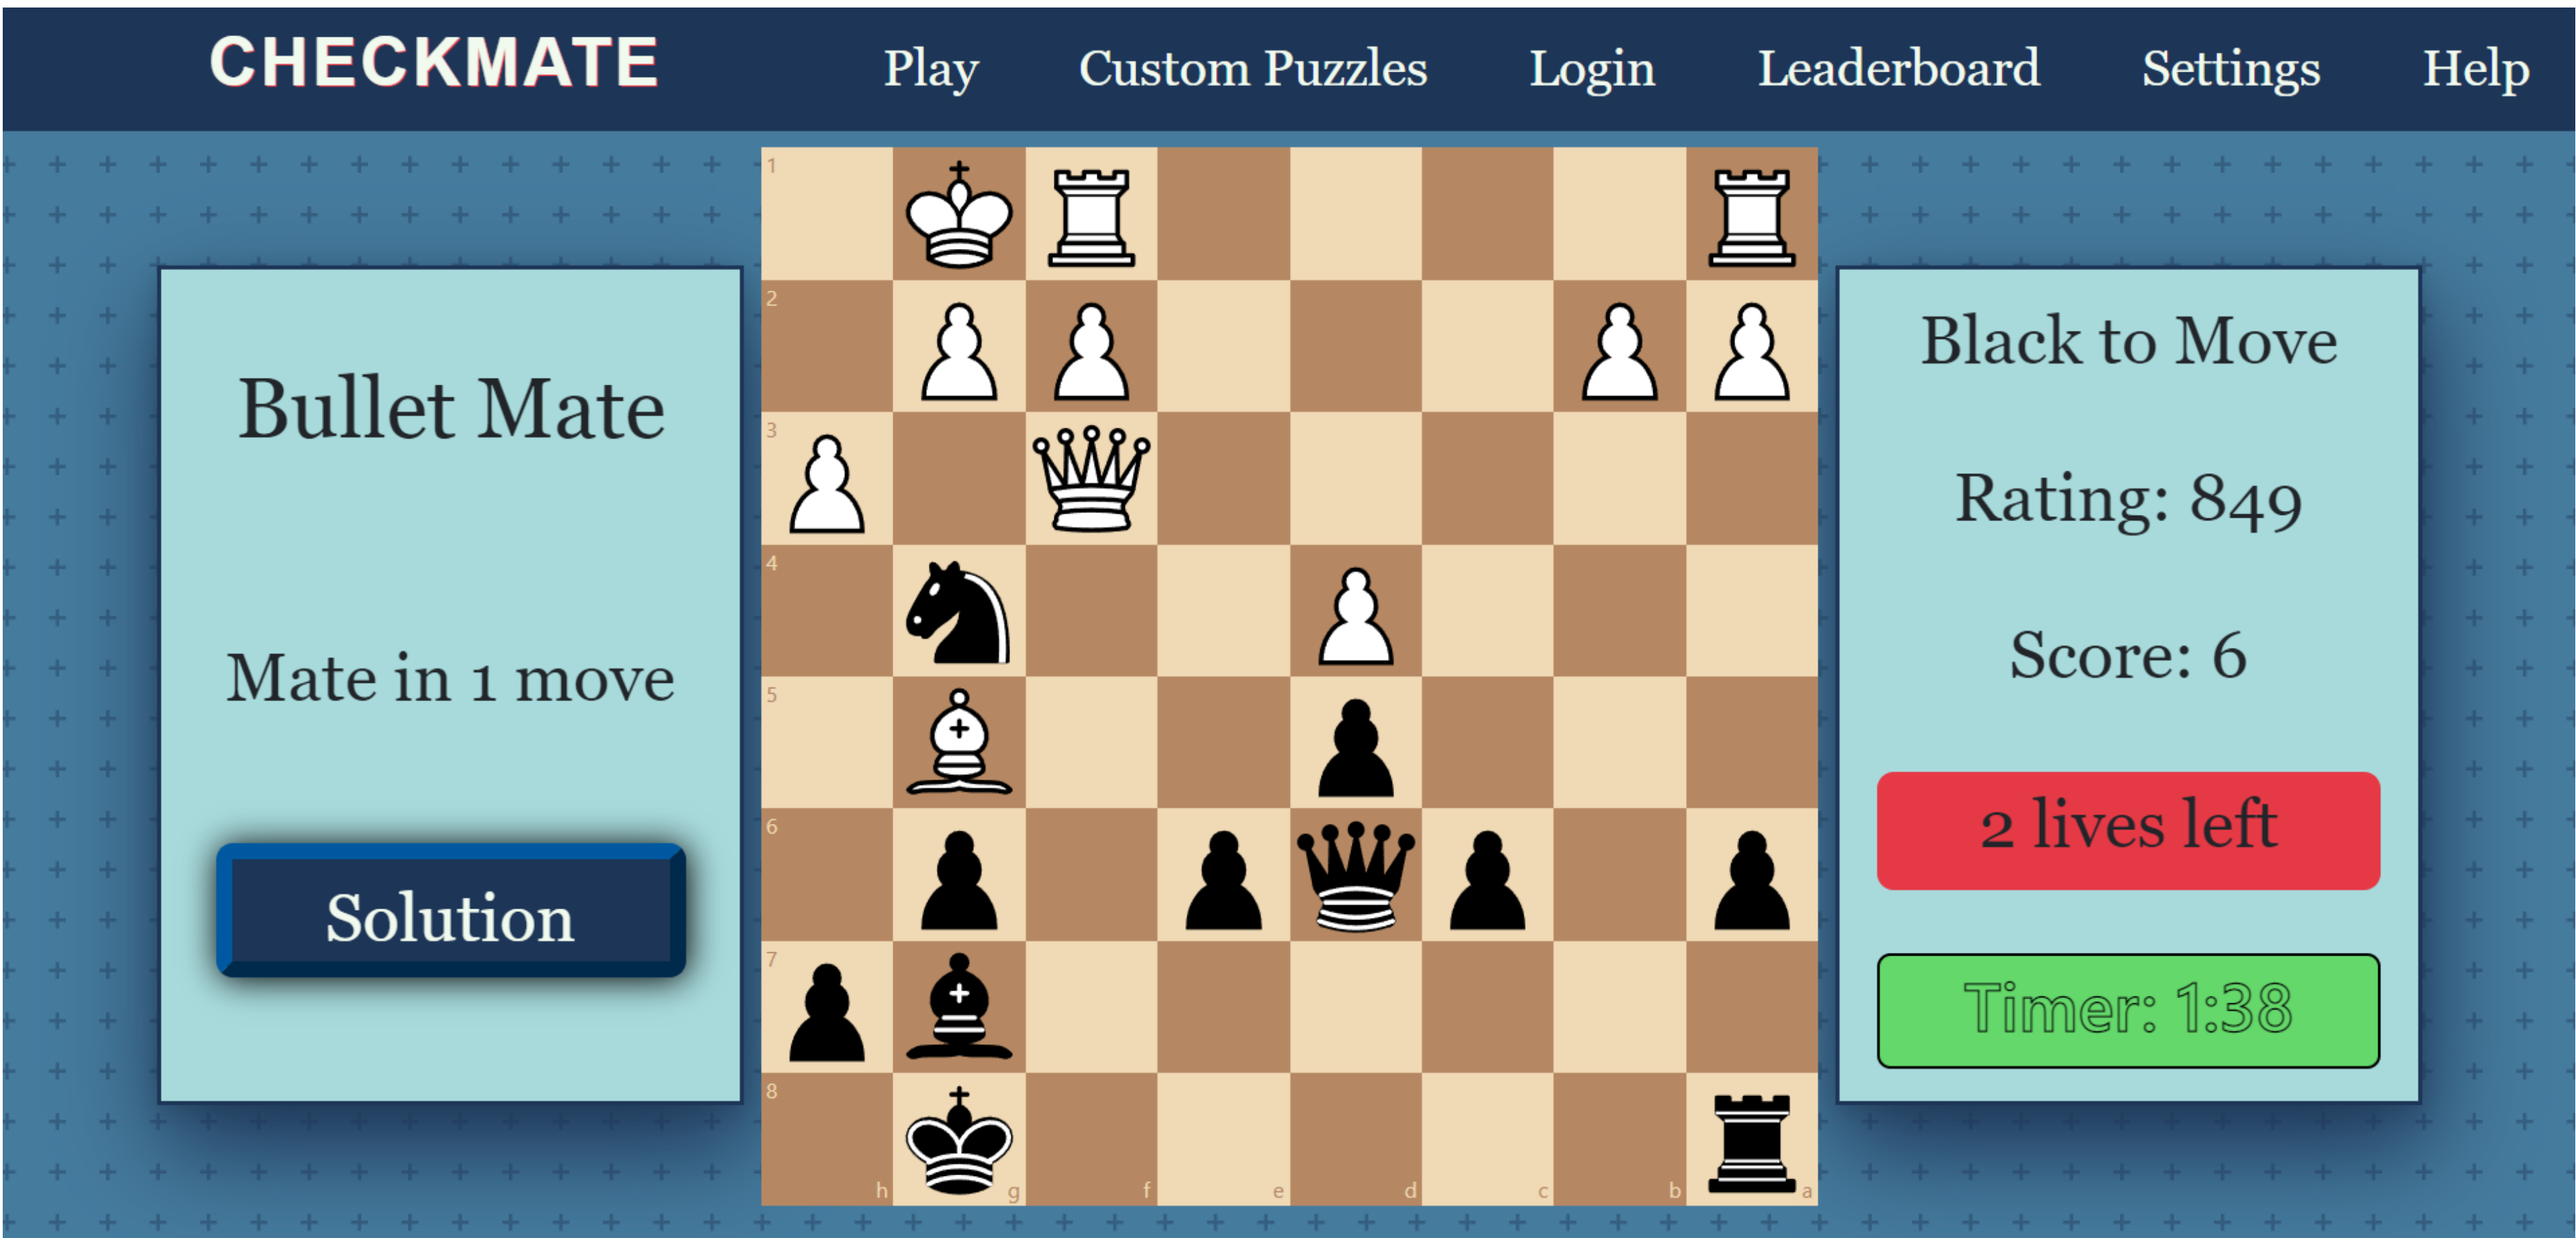 CHECKMATE Play Custom Puzzles Login Leaderboard Settings Help
Bullet Mate
Mate in 1 move
Solution
1
2
3
4
5
6
7
8
h g f e d c b a
Black to Move
Rating: 849
Score: 6
2 lives left
Timer: 1:38